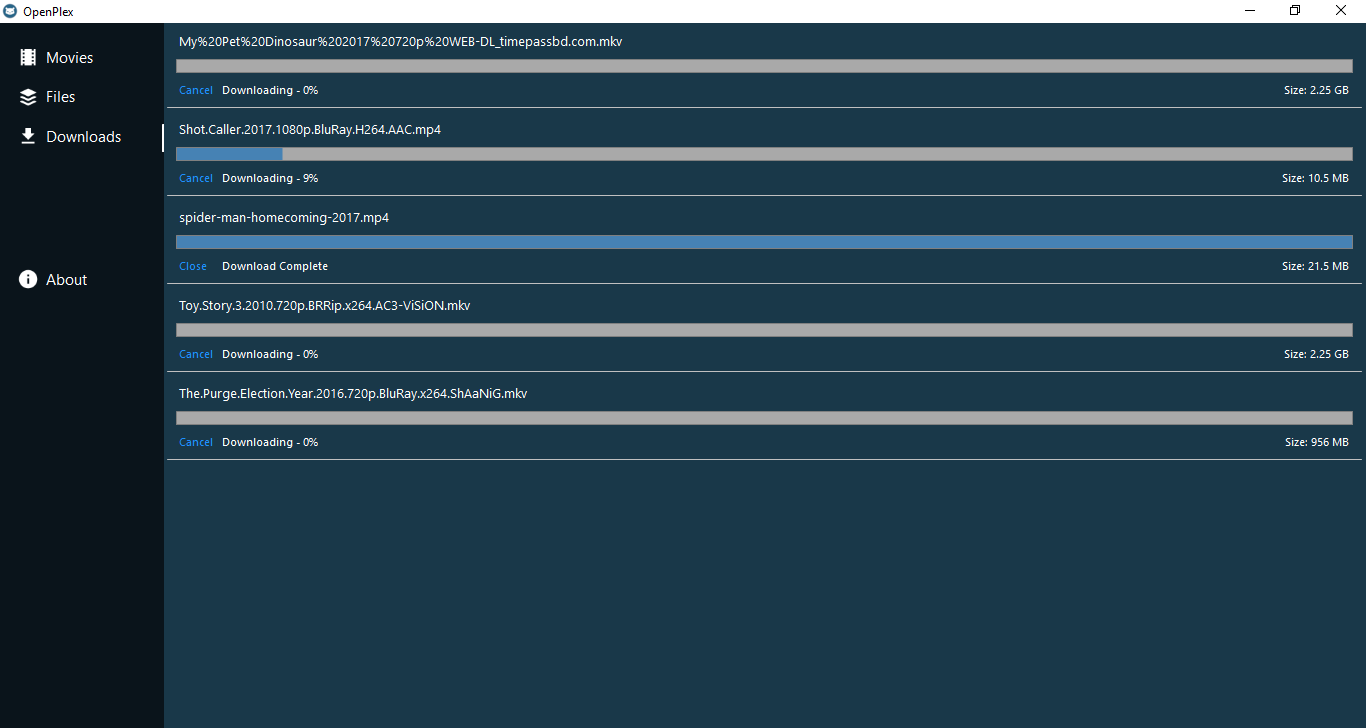 OpenPlex
Movies
Files
Downloads
About
My%20Pet%20Dinosaur%202017%20720p%20WEB-DL_timepassbd.com.mkv
Cancel Downloading - 0% Size: 2.25 GB
Shot.Caller.2017.1080p.BluRay.H264.AAC.mp4
Cancel Downloading - 9% Size: 10.5 MB
spider-man-homecoming-2017.mp4
Close Download Complete Size: 21.5 MB
Toy.Story.3.2010.720p.BRRip.x264.AC3-ViSiON.mkv
Cancel Downloading - 0% Size: 2.25 GB
The.Purge.Election.Year.2016.720p.BluRay.x264.ShAaNiG.mkv
Cancel Downloading - 0% Size: 956 MB